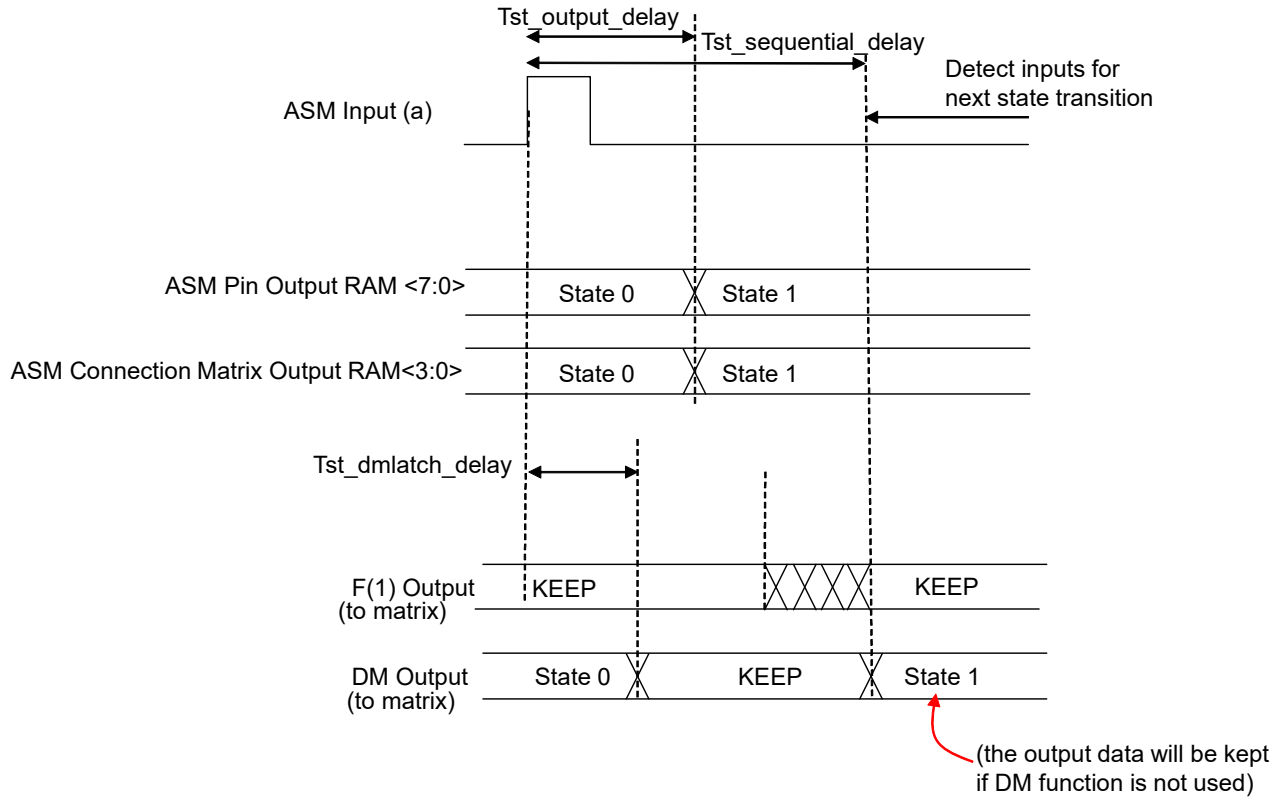 Tst_output_delay
Tst_sequential_delay
Detect inputs for
next state transition
ASM Input (a)
ASM Pin Output RAM <7:0>
State 0
State 1
ASM Connection Matrix Output RAM<3:0>
State 0
State 1
Tst_dmlatch_delay
F(1) Output
(to matrix)
KEEP
KEEP
DM Output
(to matrix)
State 0
KEEP
State 1
(the output data will be kept
if DM function is not used)